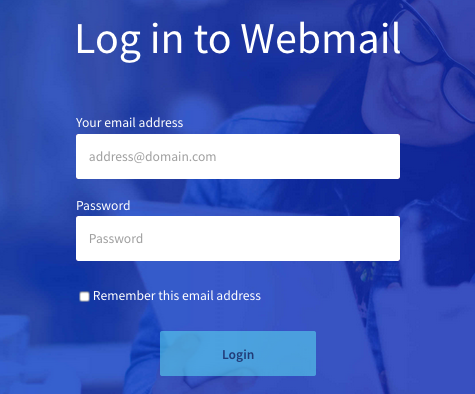 Log in to Webmail
Your email address
address@domain.com
Password
Password
Remember this email address
Login